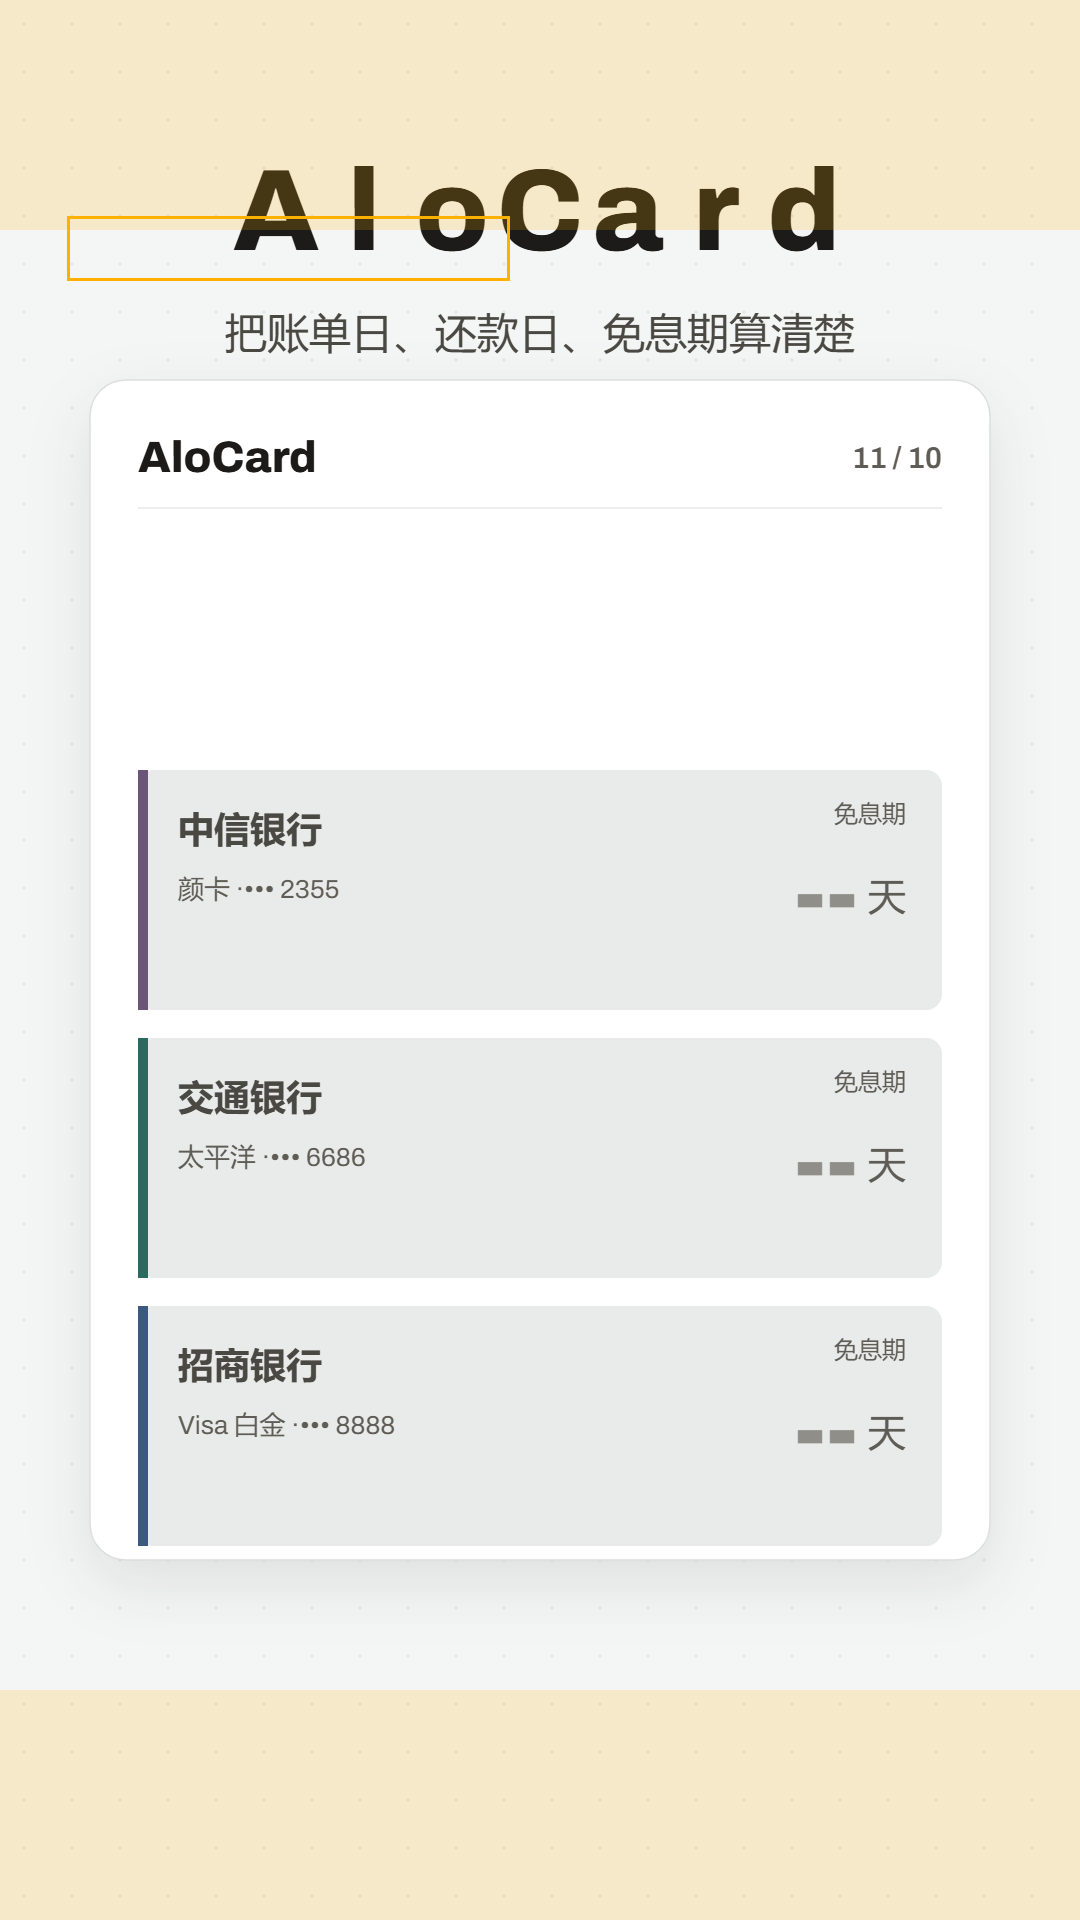 AloCard
把账单日、还款日、免息期算清楚
AloCard
11 / 10
中信银行
免息期
颜卡 ·••• 2355
-- 天
交通银行
免息期
太平洋 ·••• 6686
-- 天
招商银行
免息期
Visa 白金 ·••• 8888
-- 天